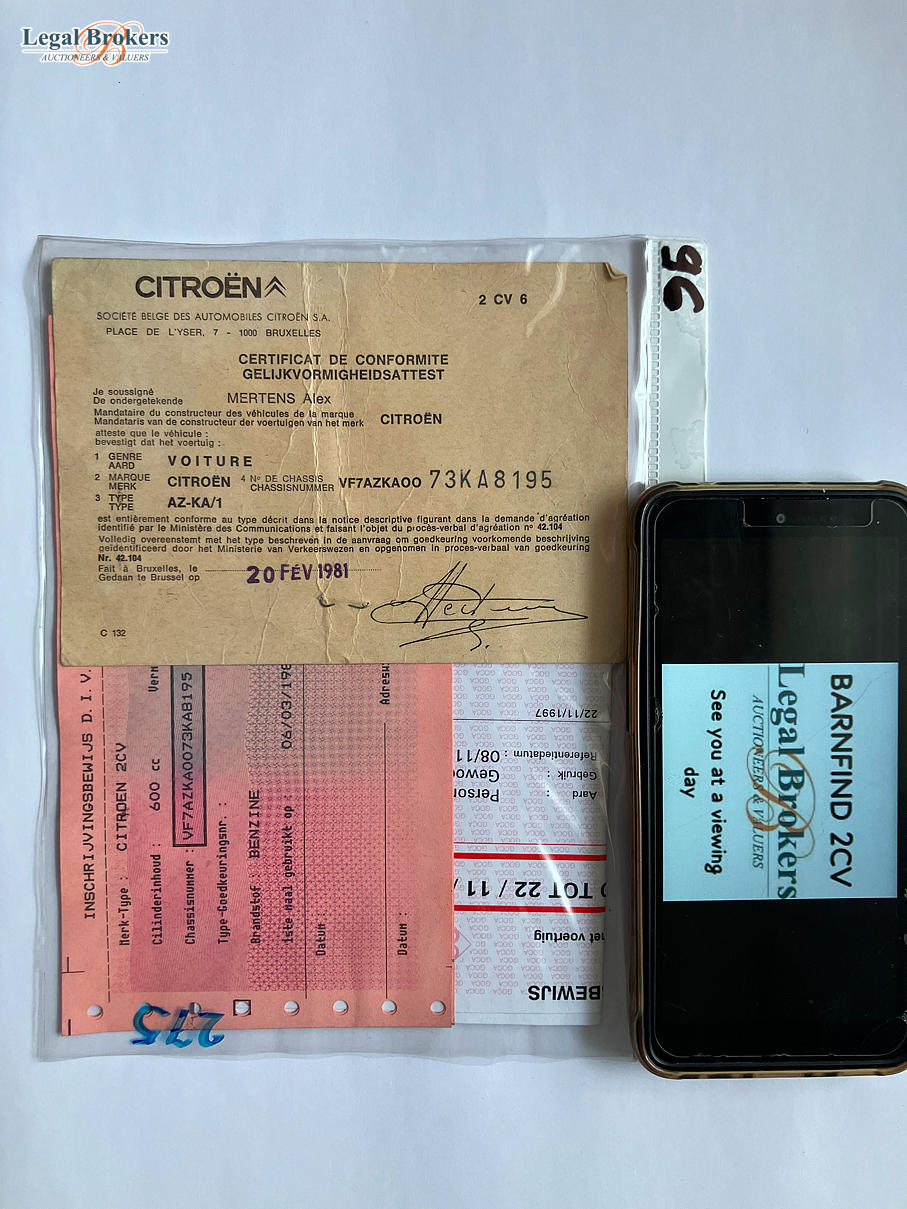 Legal Brokers
AUCTIONEERS & VALUERS
96
CITROËN
2 CV 6
SOCIÉTÉ BELGE DES AUTOMOBILES CITROËN S.A.
PLACE DE L'YSER, 7 - 1000 BRUXELLES
CERTIFICAT DE CONFORMITE
GELIJKVORMIGHEIDSATTEST
Je soussigné
De ondergetekende
MERTENS Alex
Mandataire du constructeur des véhicules de la marque
Mandataris van de constructeur der voertuigen van het merk
CITROËN
atteste que le véhicule :
bevestigt dat het voertuig :
1 GENRE
AARD
VOITURE
2 MARQUE
MERK
CITROËN
4 No DE CHASSIS
CHASSISNUMMER
VF7AZKA00 73KA8195
3 TYPE
TYPE
AZ-KA/1
est entièrement conforme au type décrit dans la notice descriptive figurant dans la demande d'agréation
identifié par le Ministère des Communications et faisant l'objet du procès-verbal d'agréation n° 42.104
Volledig overeenstemt met het type beschreven in de aanvraag om goedkeuring voorkomende beschrijving
geïdentificeerd door het Ministerie van Verkeerswezen en opgenomen in proces-verbaal van goedkeuring
Nr. 42.104
Fait à Bruxelles, le
Gedaan te Brussel op
20 FÉV 1981
C 132
INSCHRIJVINGSBEWIJS D.I.V.
Merk-Type : CITROEN 2CV
Cilinderinhoud : 600 cc
Verm
Chassisnummer : VF7AZKA0073KA8195
Type-Goedkeuringsnr. :
Brandstof : BENZINE
1ste maal gebruikt op : 06/03/198
Datum :
Adresw
Datum :
275
22/11/1997
Referentiedatum : 08/11
Gebruik : Gewoo
Aard : Person
TOT 22 / 11 /
het voertuig
BEWIJS
BARNFIND 2CV
Legal Brokers
AUCTIONEERS & VALUERS
See you at a viewing
day